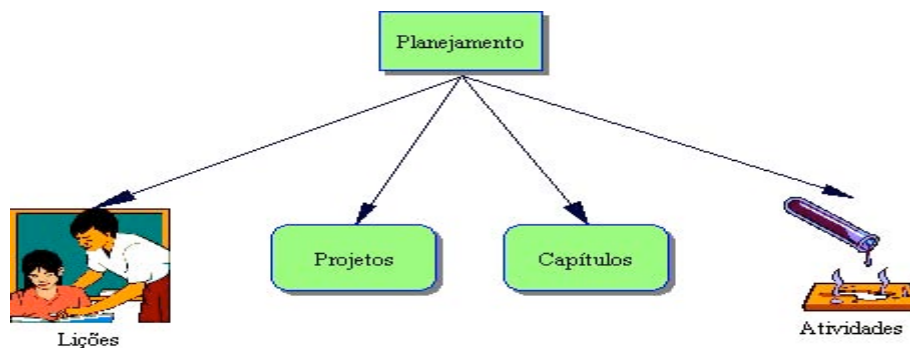 Planejamento
Projetos
Capítulos
Lições
Atividades